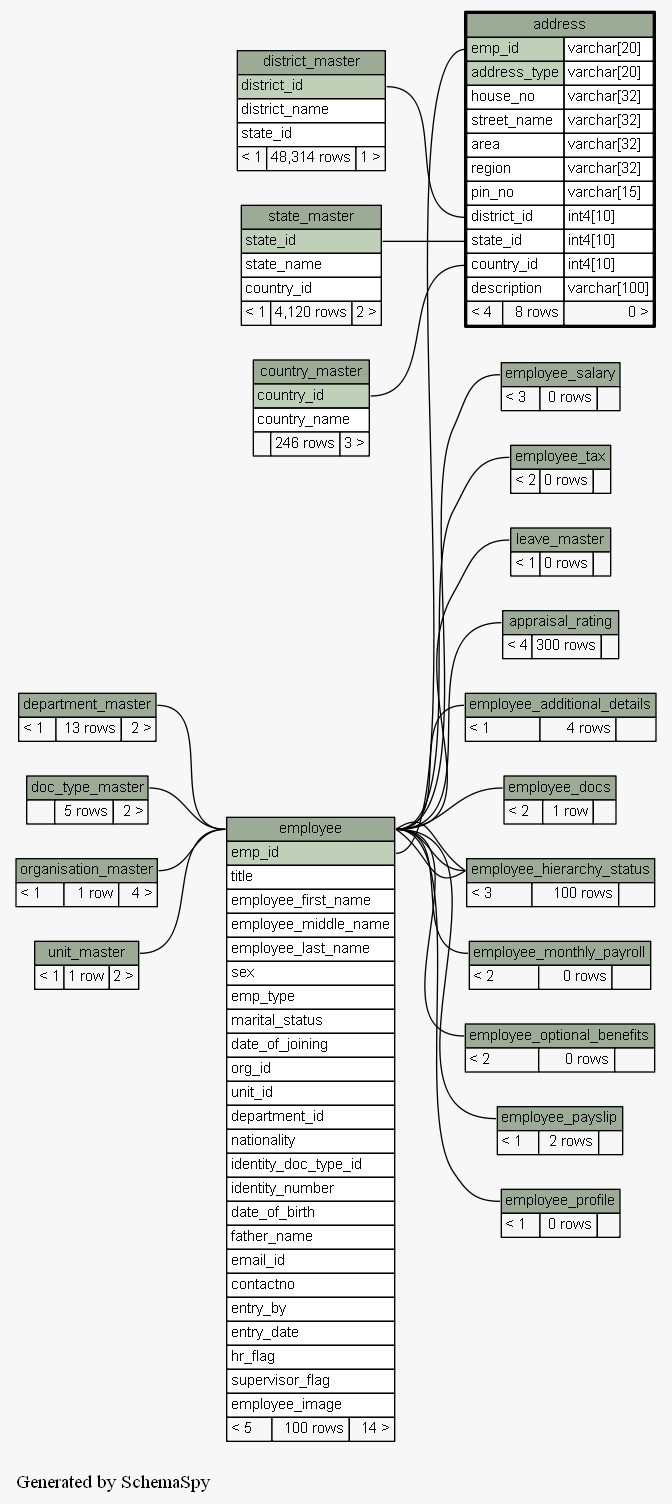 address
emp_id varchar[20]
address_type varchar[20]
house_no varchar[32]
street_name varchar[32]
area varchar[32]
region varchar[32]
pin_no varchar[15]
district_id int4[10]
state_id int4[10]
country_id int4[10]
description varchar[100]
< 4 8 rows 0 >
district_master
district_id
district_name
state_id
< 1 48,314 rows 1 >
state_master
state_id
state_name
country_id
< 1 4,120 rows 2 >
country_master
country_id
country_name
246 rows 3 >
employee_salary
< 3 0 rows
employee_tax
< 2 0 rows
leave_master
< 1 0 rows
appraisal_rating
< 4 300 rows
department_master
< 1 13 rows 2 >
doc_type_master
5 rows 2 >
organisation_master
< 1 1 row 4 >
unit_master
< 1 1 row 2 >
employee
emp_id
title
employee_first_name
employee_middle_name
employee_last_name
sex
emp_type
marital_status
date_of_joining
org_id
unit_id
department_id
nationality
identity_doc_type_id
identity_number
date_of_birth
father_name
email_id
contactno
entry_by
entry_date
hr_flag
supervisor_flag
employee_image
< 5 100 rows 14 >
employee_additional_details
< 1 4 rows
employee_docs
< 2 1 row
employee_hierarchy_status
< 3 100 rows
employee_monthly_payroll
< 2 0 rows
employee_optional_benefits
< 2 0 rows
employee_payslip
< 1 2 rows
employee_profile
< 1 0 rows
Generated by SchemaSpy